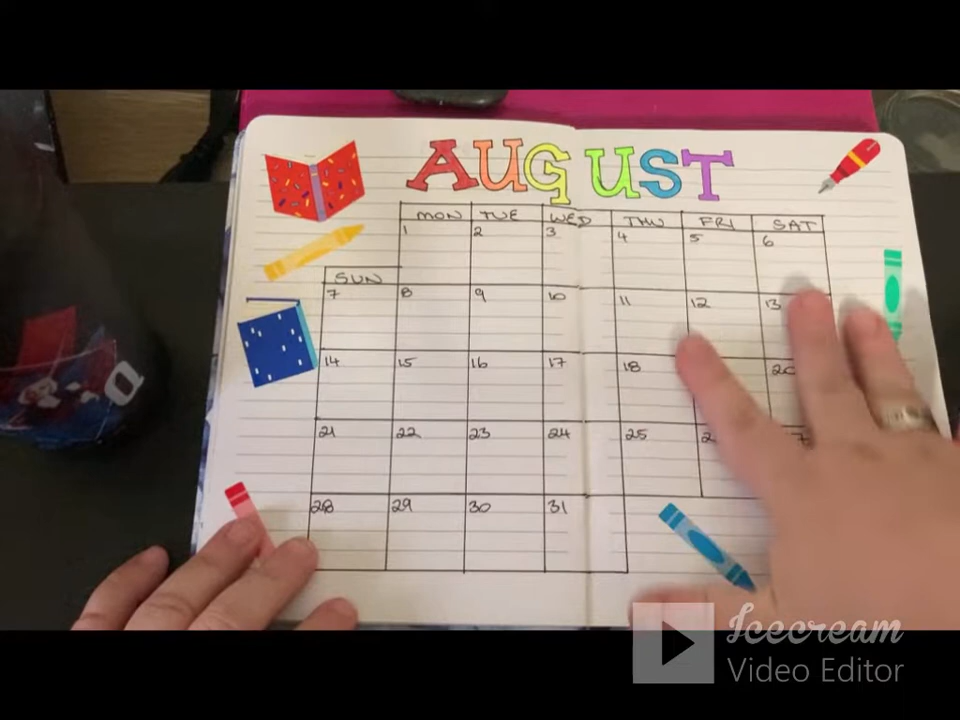 AUGUST
MON TUE WED THU FRI SAT
1 2 3 4 5 6
SUN
7 8 9 10 11 12 13
14 15 16 17 18 20
21 22 23 24 25
28 29 30 31
Icecream
Video Editor